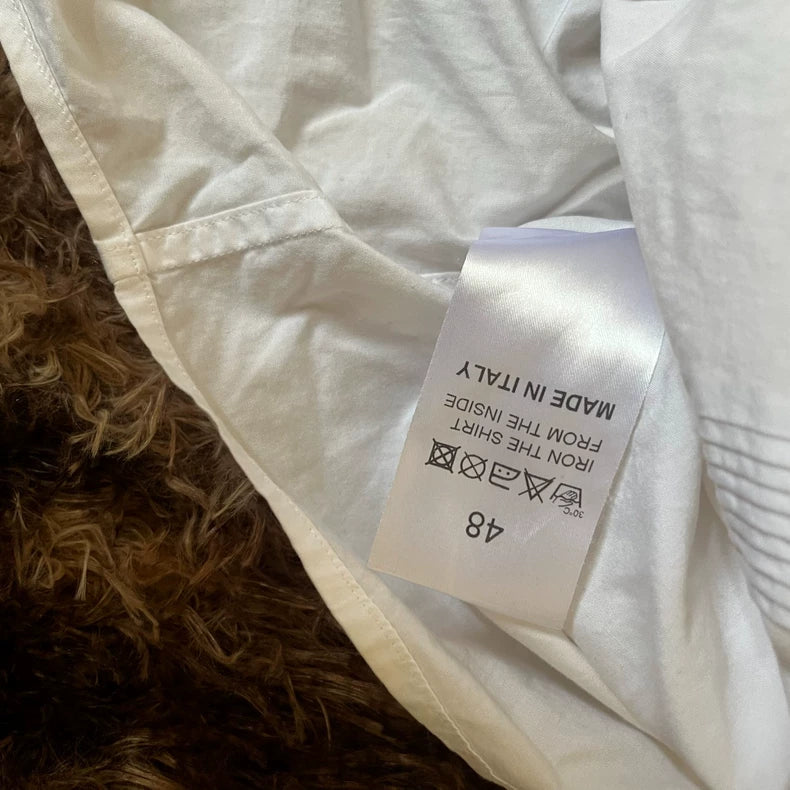 48
30°C
IRON THE SHIRT
FROM THE INSIDE
MADE IN ITALY